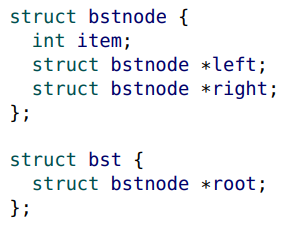 struct bstnode {
  int item;
  struct bstnode *left;
  struct bstnode *right;
};

struct bst {
  struct bstnode *root;
};